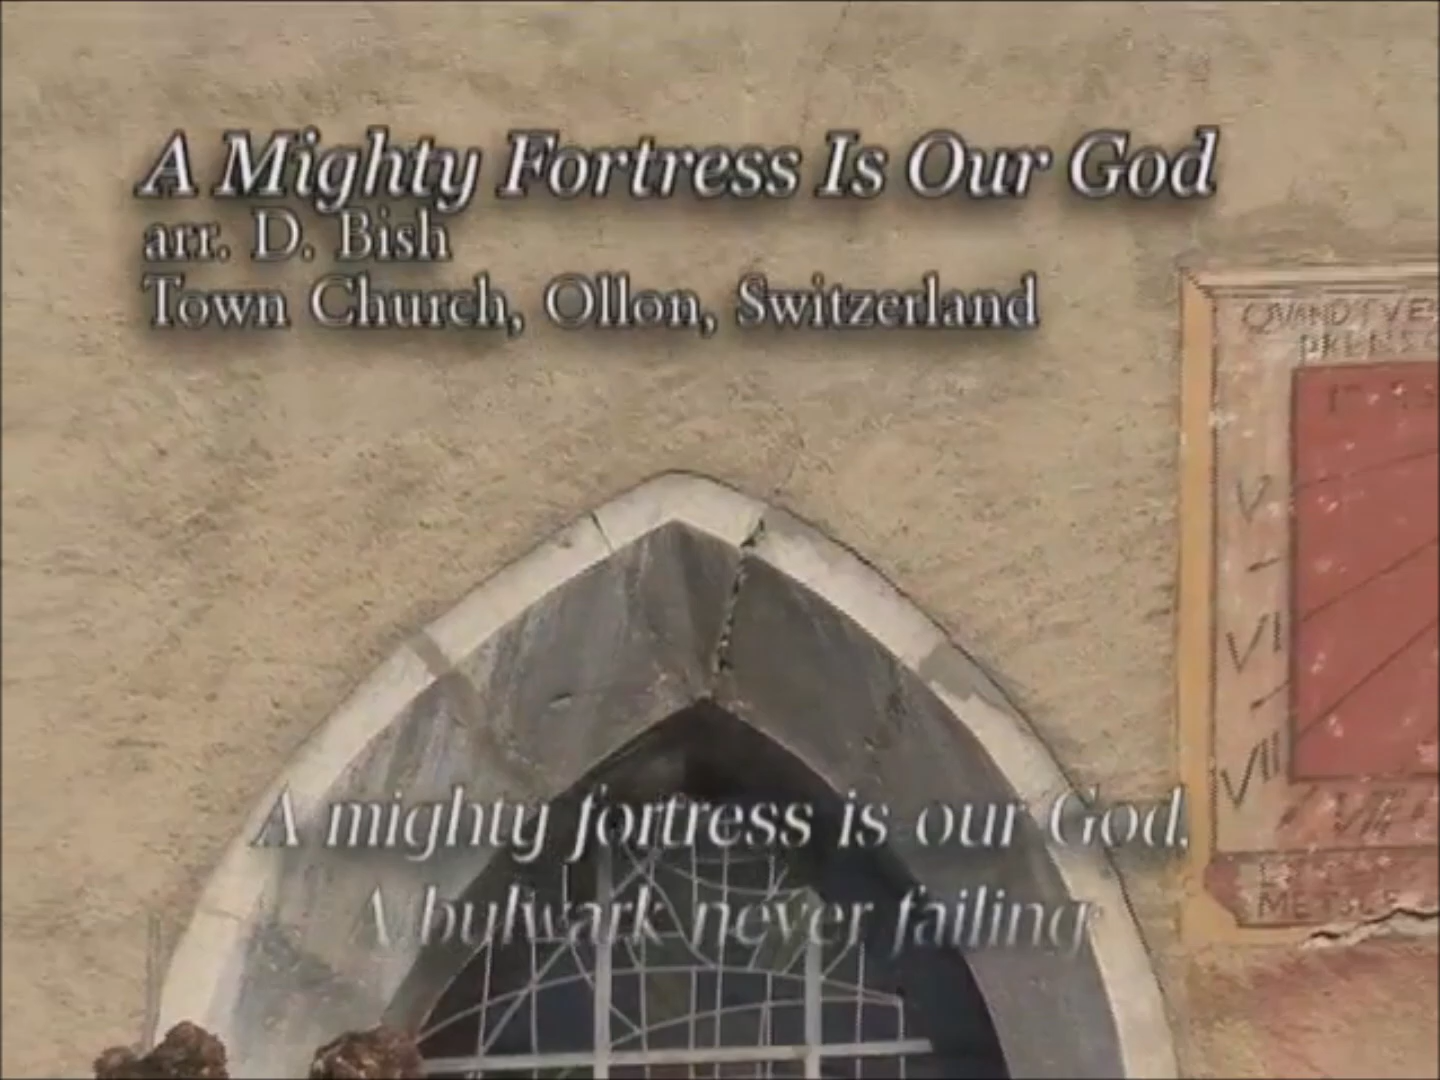 A Mighty Fortress Is Our God
arr. D. Bish
Town Church, Ollon, Switzerland
V
VI
VII
VIII
A mighty fortress is our God,
A bulwark never failing;